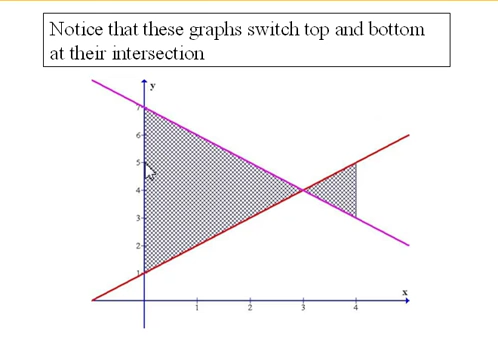 Notice that these graphs switch top and bottom
at their intersection
y
7
6
5
4
3
2
1
x
1 2 3 4